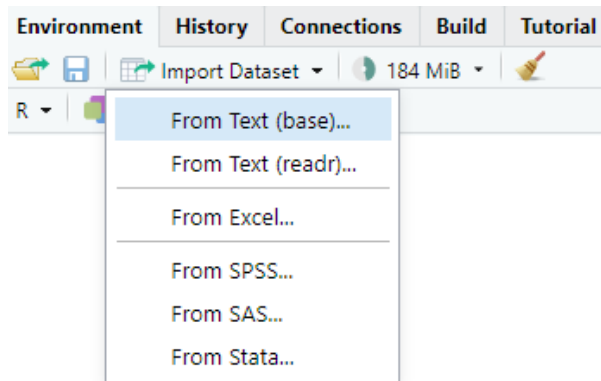 Environment History Connections Build Tutorial
Import Dataset 184 MiB
R
From Text (base)...
From Text (readr)...
From Excel...
From SPSS...
From SAS...
From Stata...